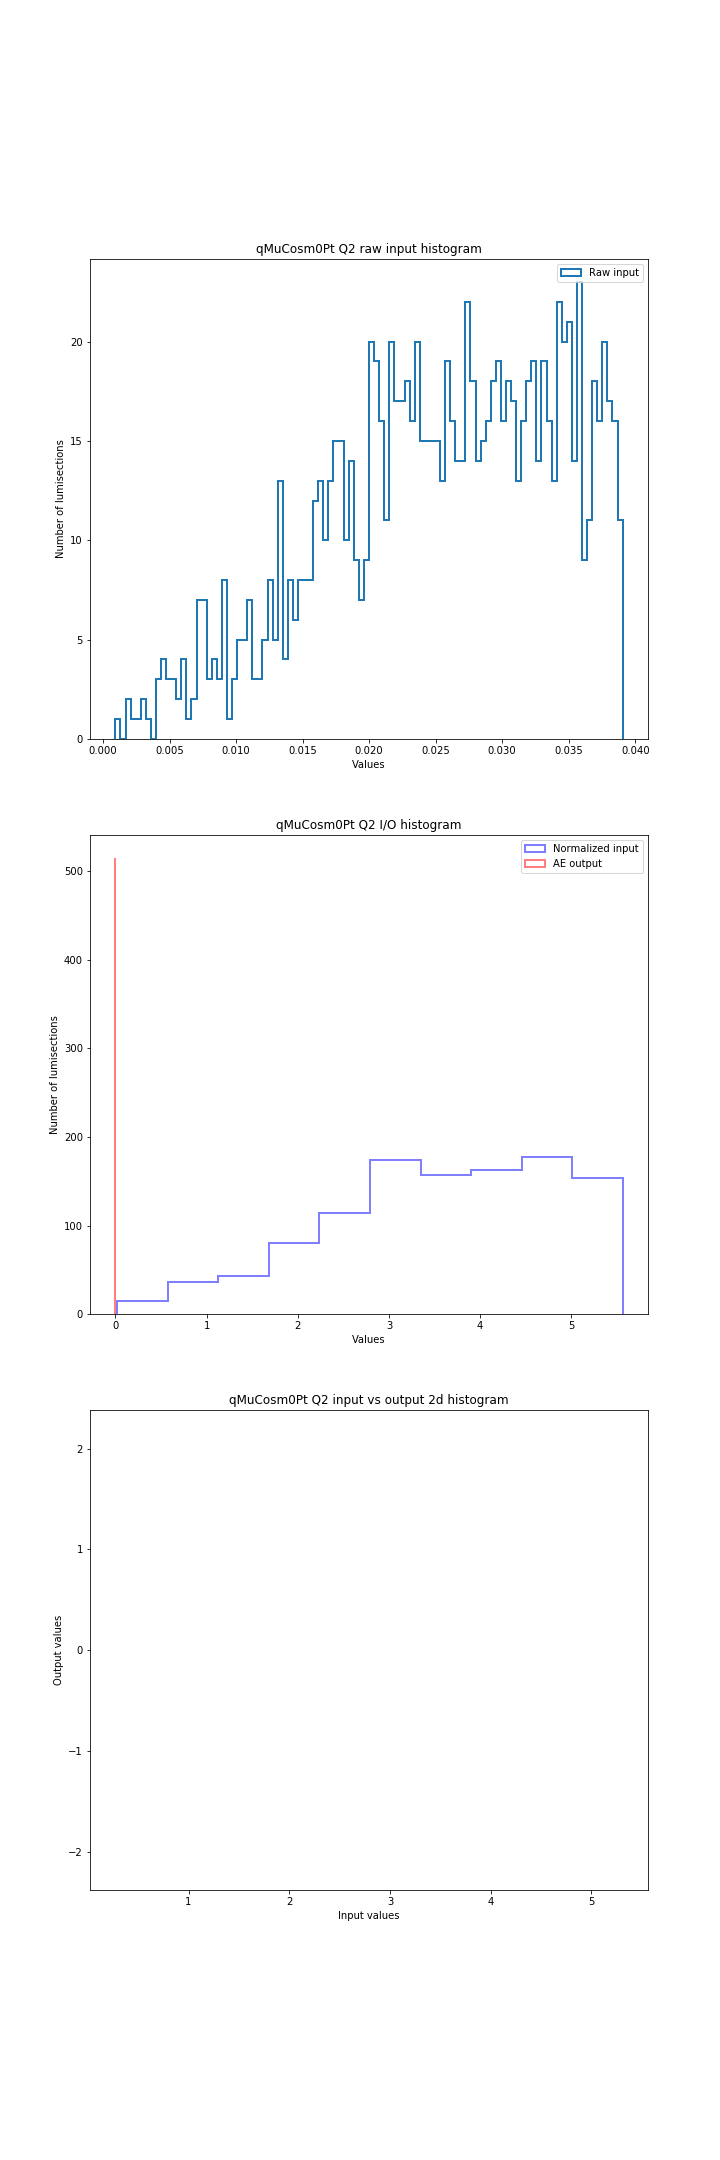 qMuCosm0Pt Q2 raw input histogram
Raw input
20
15
10
5
0
Number of lumisections
0.000 0.005 0.010 0.015 0.020 0.025 0.030 0.035 0.040
Values
qMuCosm0Pt Q2 I/O histogram
Normalized input
AE output
500
400
300
200
100
0
Number of lumisections
0 1 2 3 4 5
Values
qMuCosm0Pt Q2 input vs output 2d histogram
2
1
0
−1
−2
Output values
1 2 3 4 5
Input values